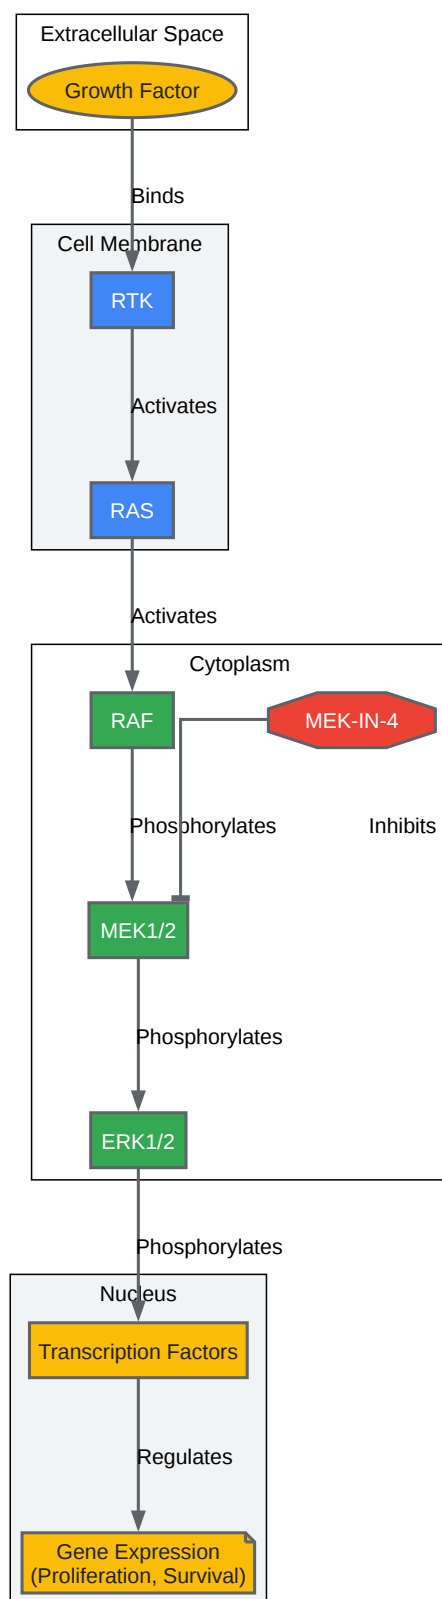 Extracellular Space
Growth Factor
Binds
Cell Membrane
RTK
Activates
RAS
Activates
Cytoplasm
RAF
MEK-IN-4
Phosphorylates
Inhibits
MEK1/2
Phosphorylates
ERK1/2
Phosphorylates
Nucleus
Transcription Factors
Regulates
Gene Expression
(Proliferation, Survival)